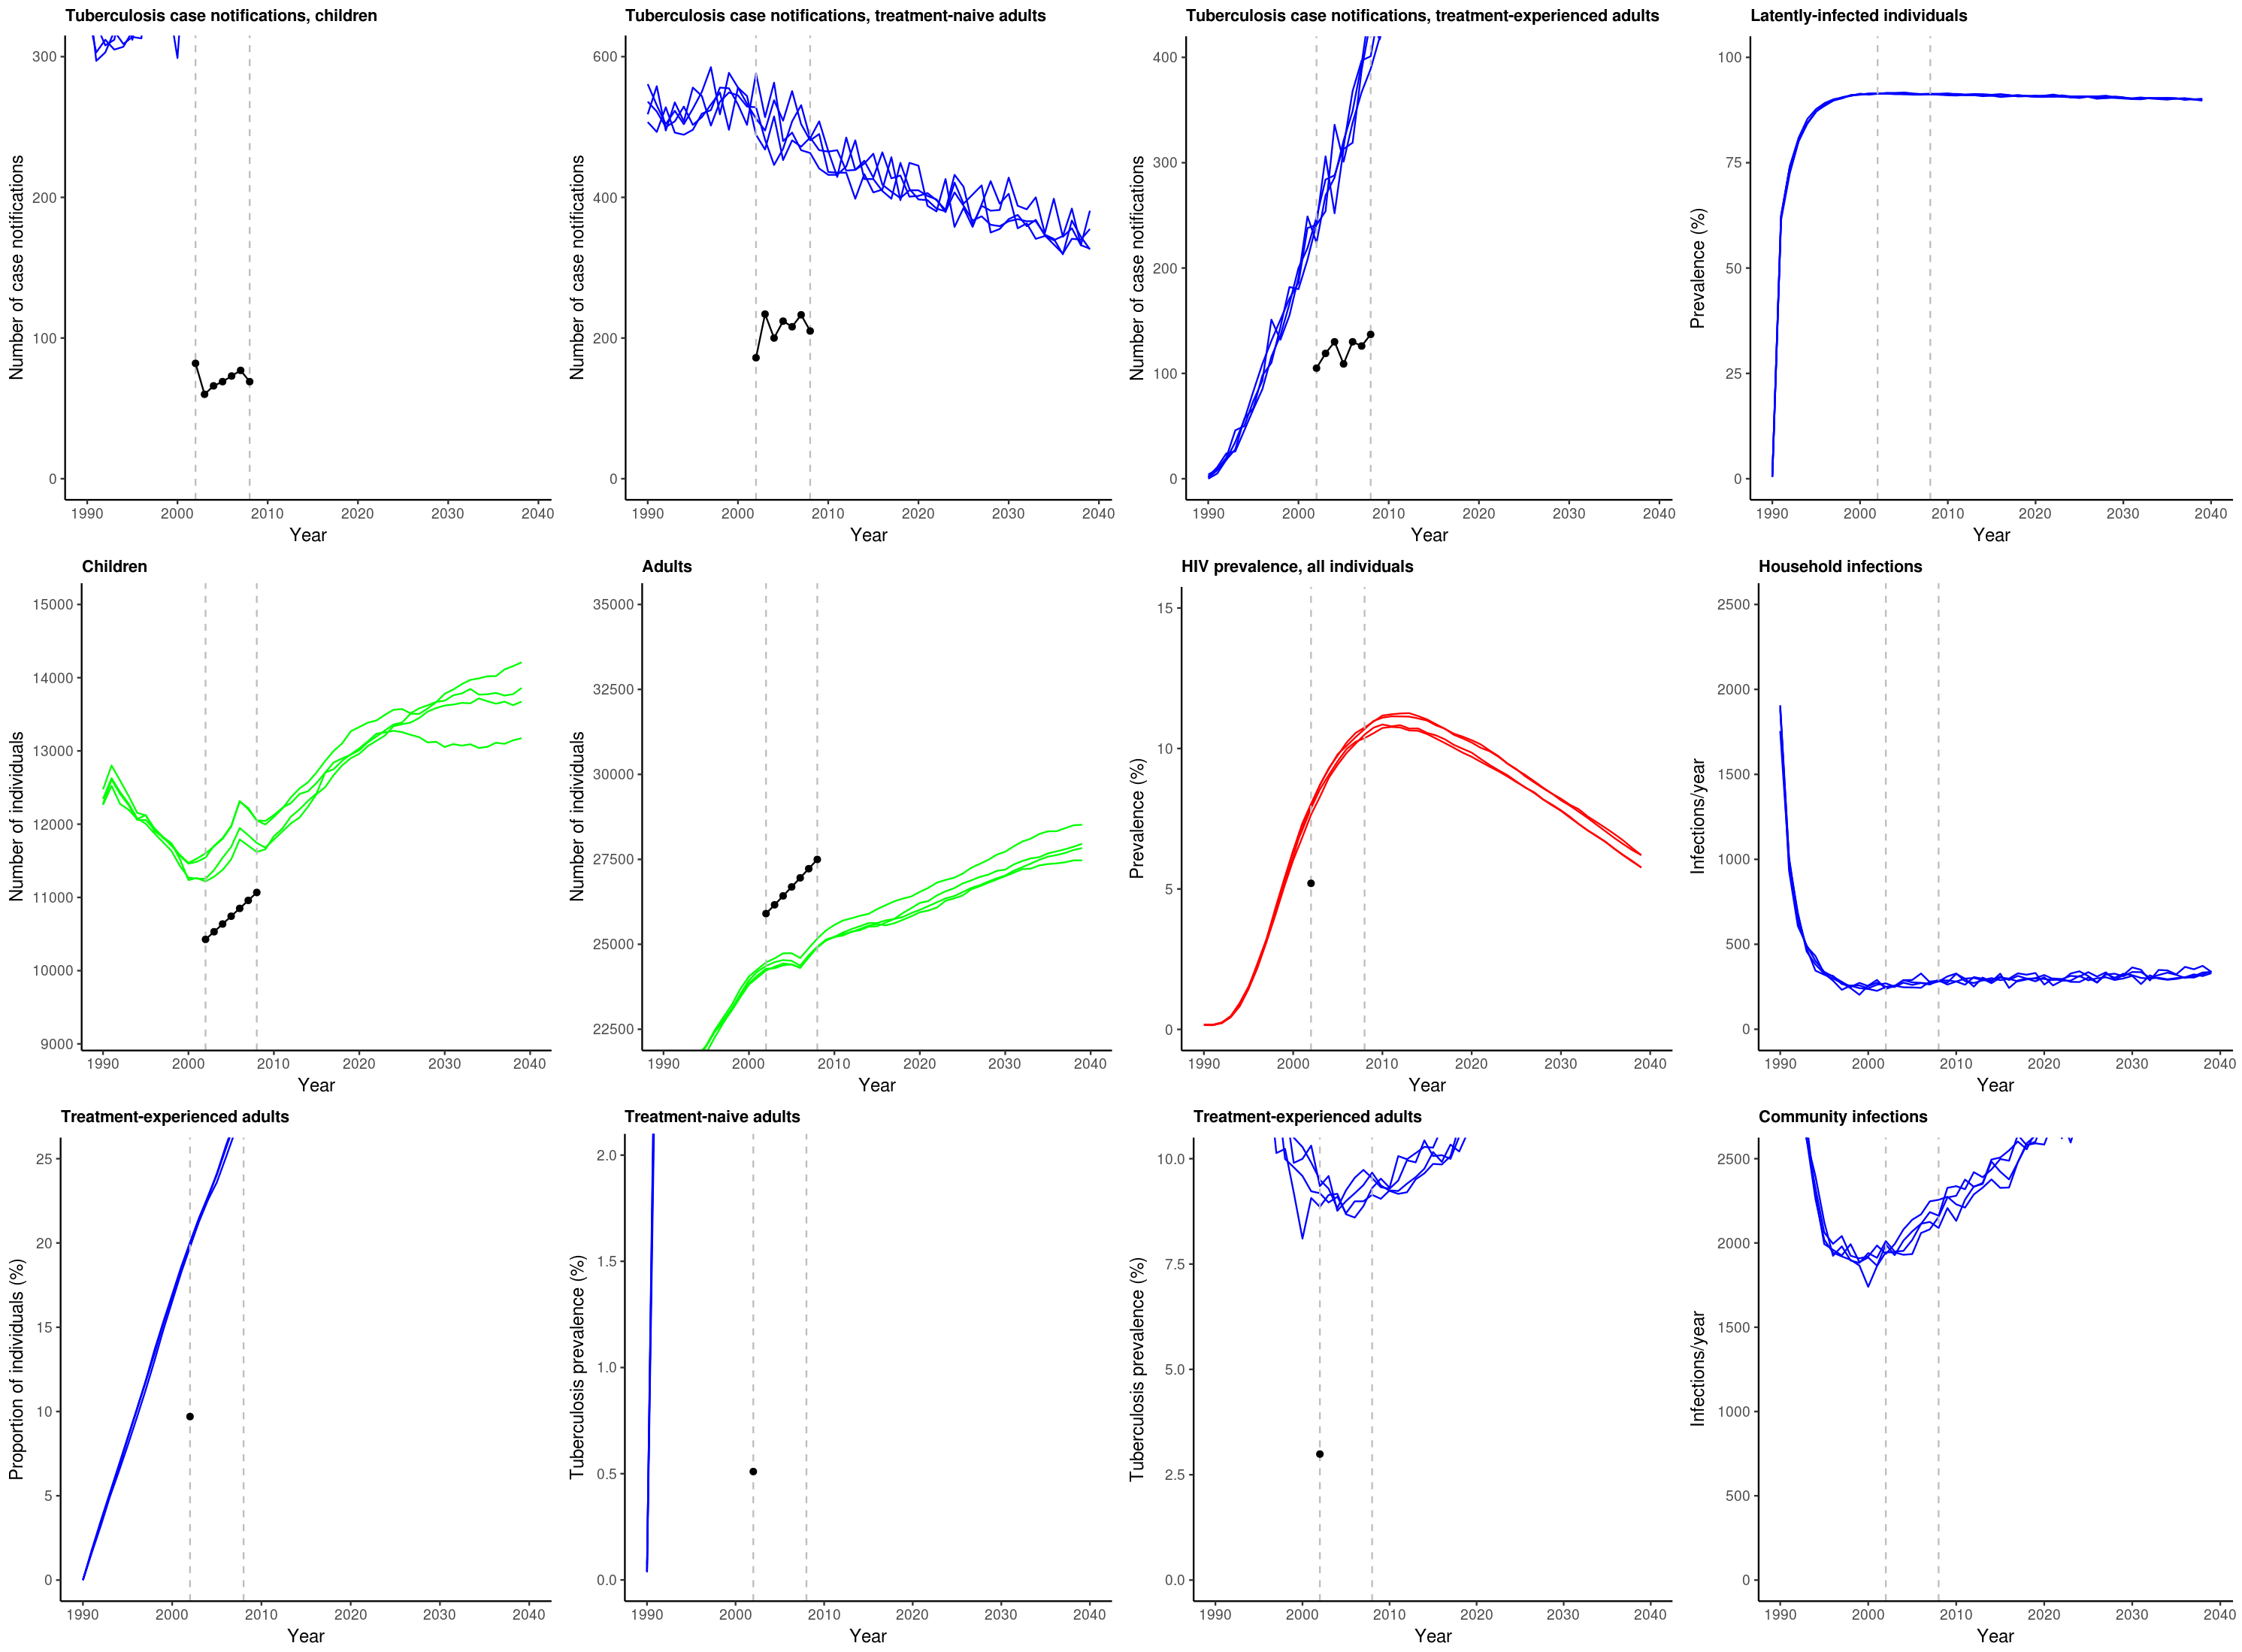 Tuberculosis case notifications, children
Number of case notifications
300
200
100
0
1990 2000 2010 2020 2030 2040
Year
Tuberculosis case notifications, treatment-naive adults
Number of case notifications
600
400
200
0
1990 2000 2010 2020 2030 2040
Year
Tuberculosis case notifications, treatment-experienced adults
Number of case notifications
400
300
200
100
0
1990 2000 2010 2020 2030 2040
Year
Latently-infected individuals
Prevalence (%)
100
75
50
25
0
1990 2000 2010 2020 2030 2040
Year
Children
Number of individuals
15000
14000
13000
12000
11000
10000
9000
1990 2000 2010 2020 2030 2040
Year
Adults
Number of individuals
35000
32500
30000
27500
25000
22500
1990 2000 2010 2020 2030 2040
Year
HIV prevalence, all individuals
Prevalence (%)
15
10
5
0
1990 2000 2010 2020 2030 2040
Year
Household infections
Infections/year
2500
2000
1500
1000
500
0
1990 2000 2010 2020 2030 2040
Year
Treatment-experienced adults
Proportion of individuals (%)
25
20
15
10
5
0
1990 2000 2010 2020 2030 2040
Year
Treatment-naive adults
Tuberculosis prevalence (%)
2.0
1.5
1.0
0.5
0.0
1990 2000 2010 2020 2030 2040
Year
Treatment-experienced adults
Tuberculosis prevalence (%)
10.0
7.5
5.0
2.5
0.0
1990 2000 2010 2020 2030 2040
Year
Community infections
Infections/year
2500
2000
1500
1000
500
0
1990 2000 2010 2020 2030 2040
Year